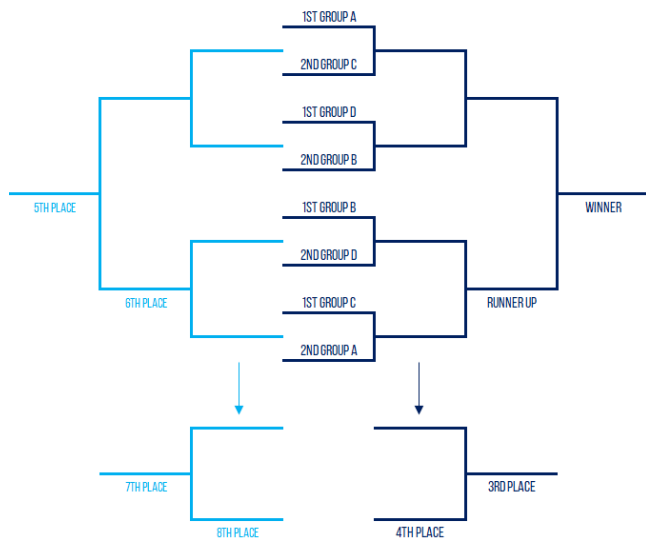 1ST GROUP A
2ND GROUP C
1ST GROUP D
2ND GROUP B
5TH PLACE
WINNER
1ST GROUP B
2ND GROUP D
6TH PLACE
1ST GROUP C
RUNNER UP
2ND GROUP A
7TH PLACE
3RD PLACE
8TH PLACE
4TH PLACE